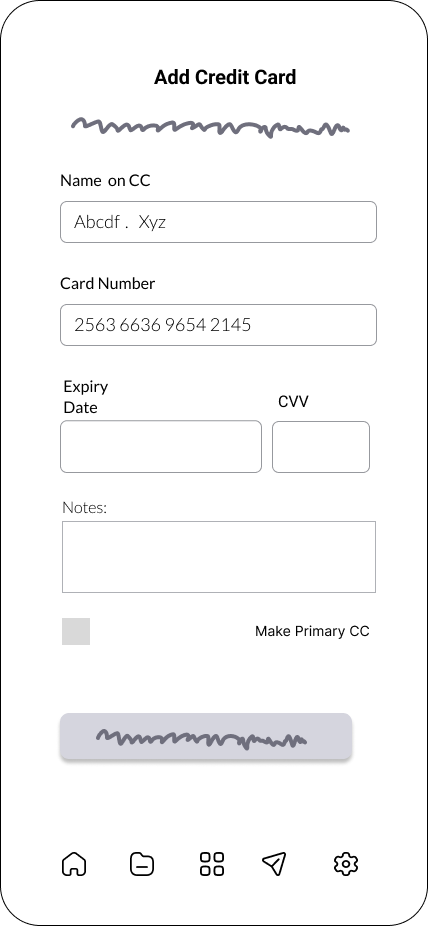 Add Credit Card
Name on CC
Abcdf . Xyz
Card Number
2563 6636 9654 2145
Expiry
Date
CVV
Notes:
Make Primary CC